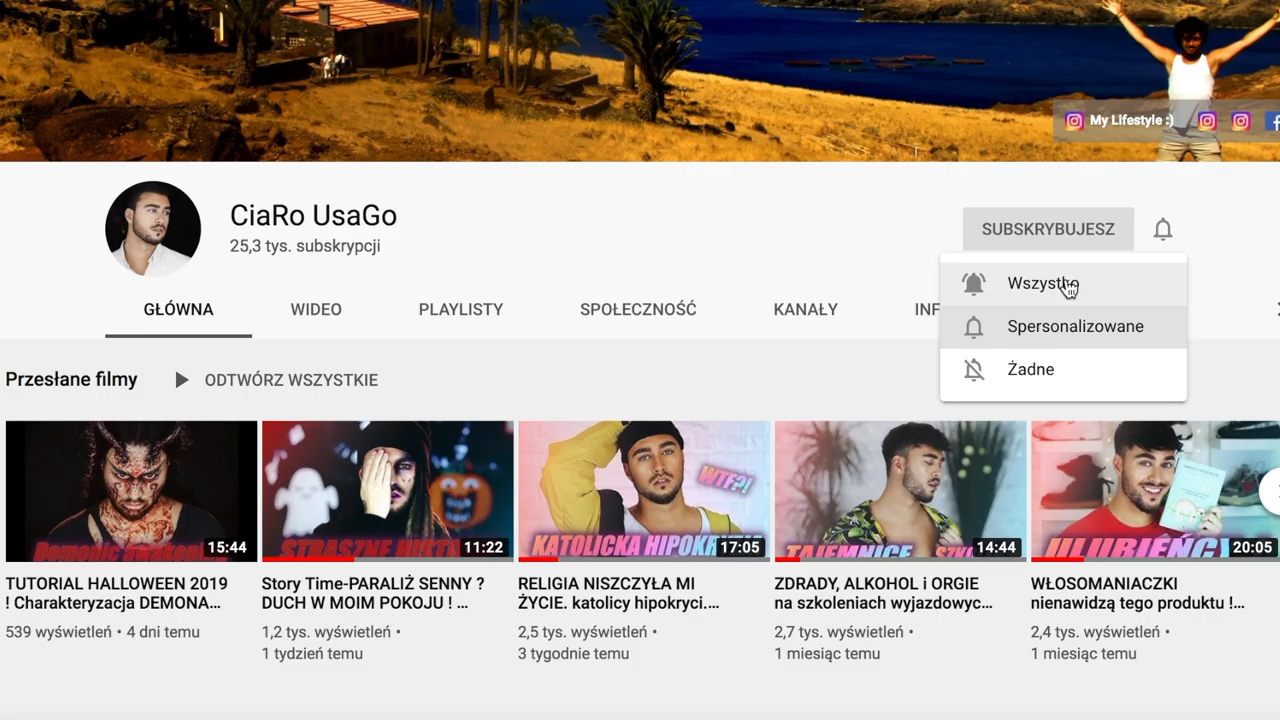 My Lifestyle :)
CiaRo UsaGo
25,3 tys. subskrypcji
SUBSKRYBUJESZ
Wszystko
Spersonalizowane
Żadne
GŁÓWNA
WIDEO
PLAYLISTY
SPOŁECZNOŚĆ
KANAŁY
INF
Przesłane filmy
ODTWÓRZ WSZYSTKIE
15:44
STRASZNE HISTO
11:22
WTF?!
KATOLICKA HIPOKR
17:05
TAJEMNICE
14:44
ULUBIEŃC
20:05
TUTORIAL HALLOWEEN 2019
! Charakteryzacja DEMONA...
539 wyświetleń • 4 dni temu
Story Time-PARALIŻ SENNY ?
DUCH W MOIM POKOJU ! ...
1,2 tys. wyświetleń •
1 tydzień temu
RELIGIA NISZCZYŁA MI
ŻYCIE. katolicy hipokryci....
2,5 tys. wyświetleń •
3 tygodnie temu
ZDRADY, ALKOHOL i ORGIE
na szkoleniach wyjazdowyc...
2,7 tys. wyświetleń •
1 miesiąc temu
WŁOSOMANIACZKI
nienawidzą tego produktu !...
2,4 tys. wyświetleń •
1 miesiąc temu